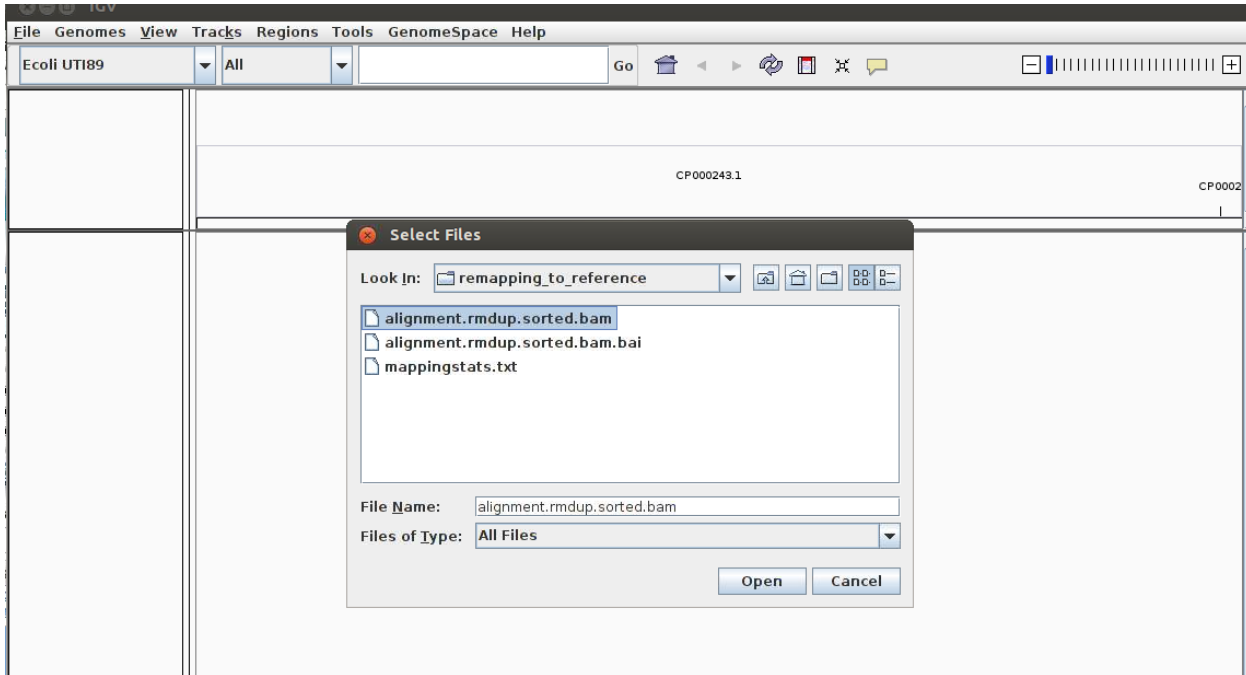 IGV
File Genomes View Tracks Regions Tools GenomeSpace Help
Ecoli UTI89 All Go
CP000243.1
CP0002
Select Files
Look In: remapping_to_reference
alignment.rmdup.sorted.bam
alignment.rmdup.sorted.bam.bai
mappingstats.txt
File Name: alignment.rmdup.sorted.bam
Files of Type: All Files
Open Cancel